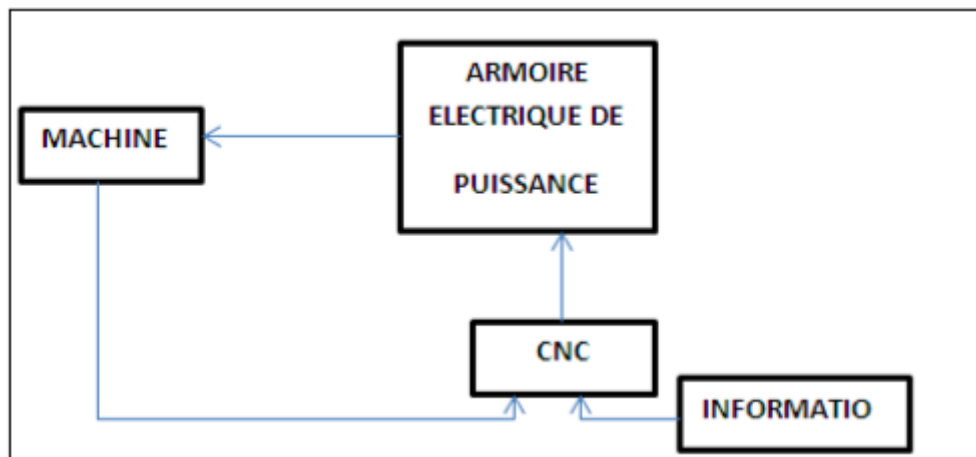 ARMOIRE
ELECTRIQUE DE
PUISSANCE
MACHINE
CNC
INFORMATIO